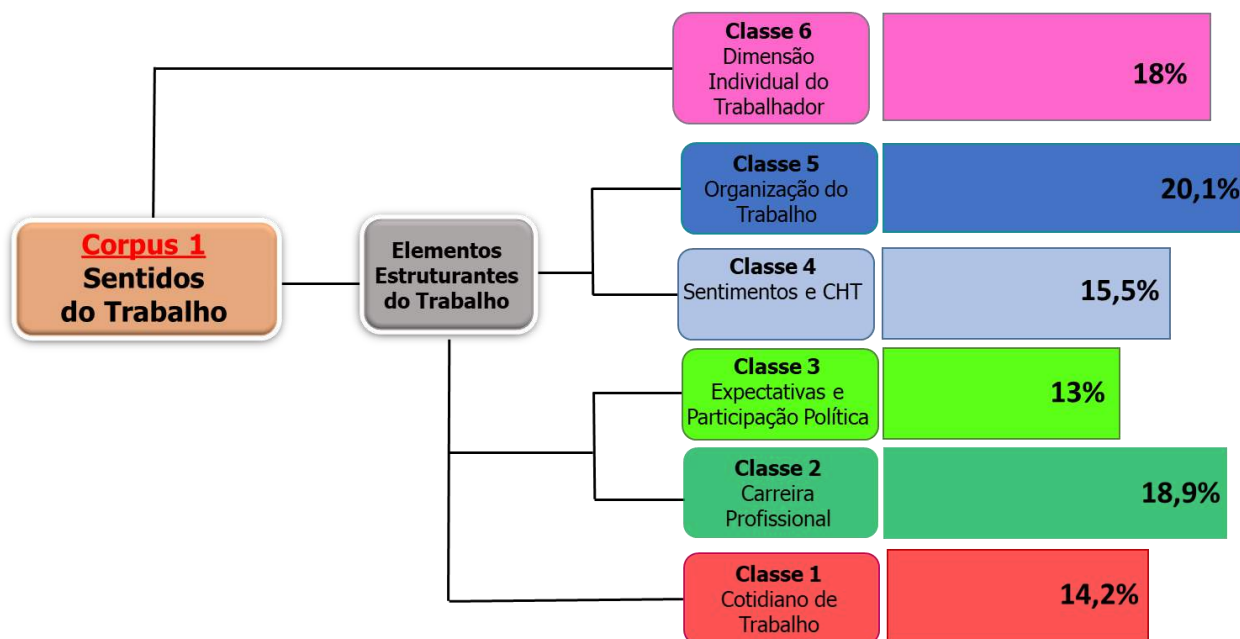 Classe 6
Dimensão
Individual do
Trabalhador
18%
Classe 5
Organização do
Trabalho
20,1%
Corpus 1
Sentidos
do Trabalho
Elementos
Estruturantes
do Trabalho
Classe 4
Sentimentos e CHT
15,5%
Classe 3
Expectativas e
Participação Política
13%
Classe 2
Carreira
Profissional
18,9%
Classe 1
Cotidiano de
Trabalho
14,2%